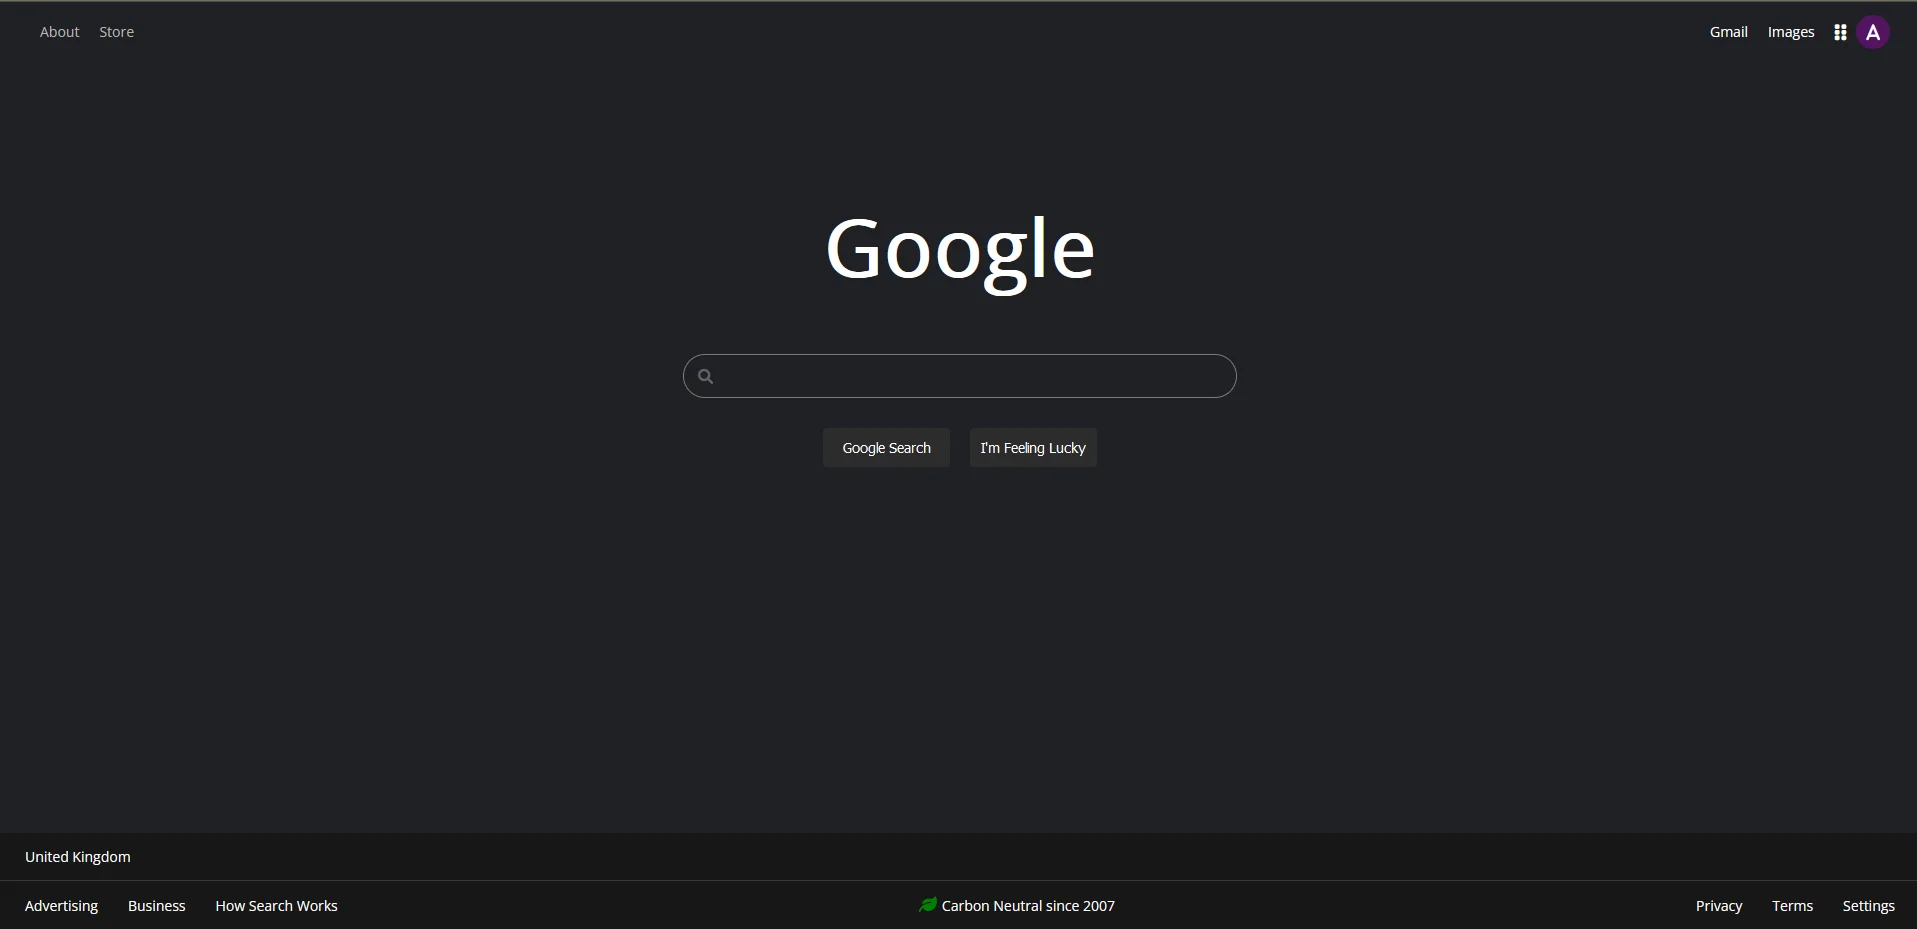 About Store Gmail Images A
Google
Google Search I'm Feeling Lucky
United Kingdom
Advertising Business How Search Works Carbon Neutral since 2007 Privacy Terms Settings